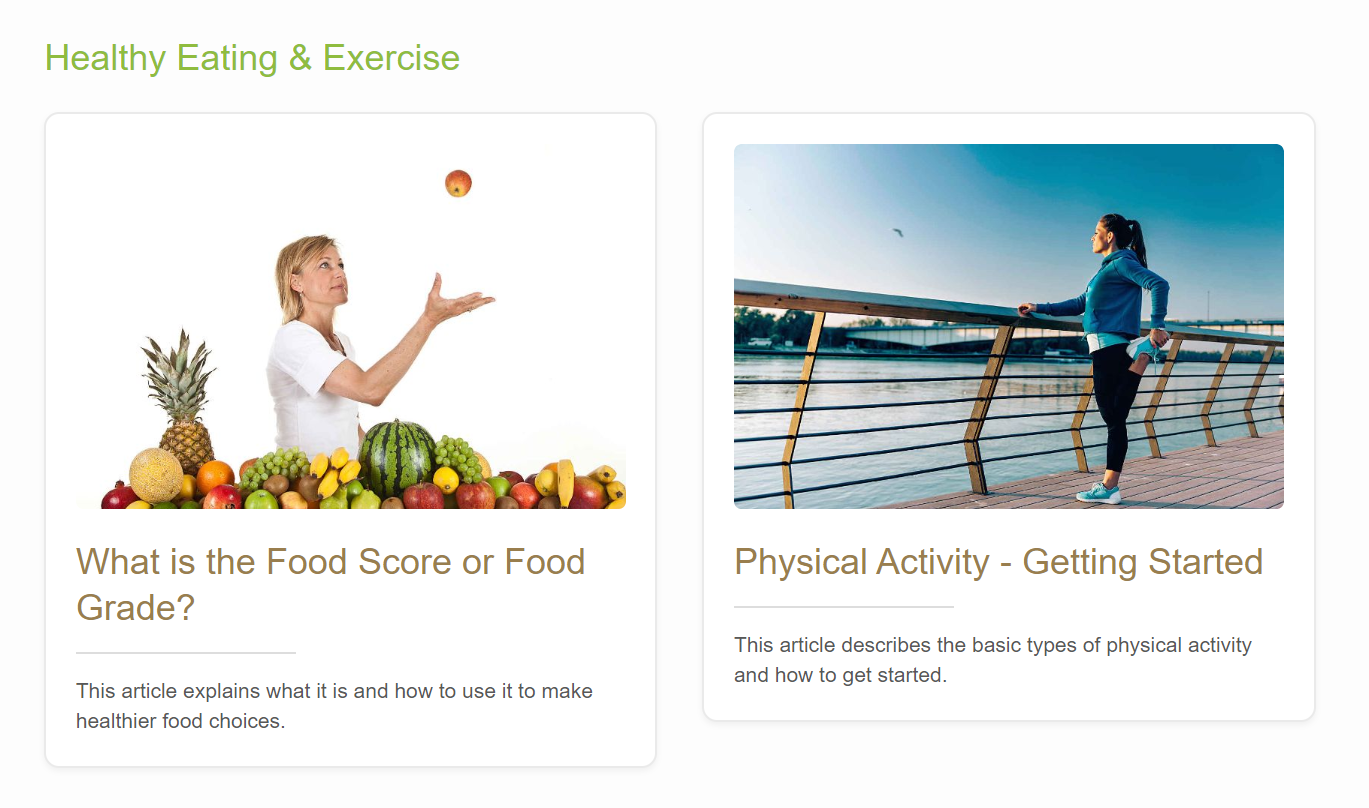 Healthy Eating & Exercise
What is the Food Score or Food
Grade?
This article explains what it is and how to use it to make
healthier food choices.
Physical Activity - Getting Started
This article describes the basic types of physical activity
and how to get started.